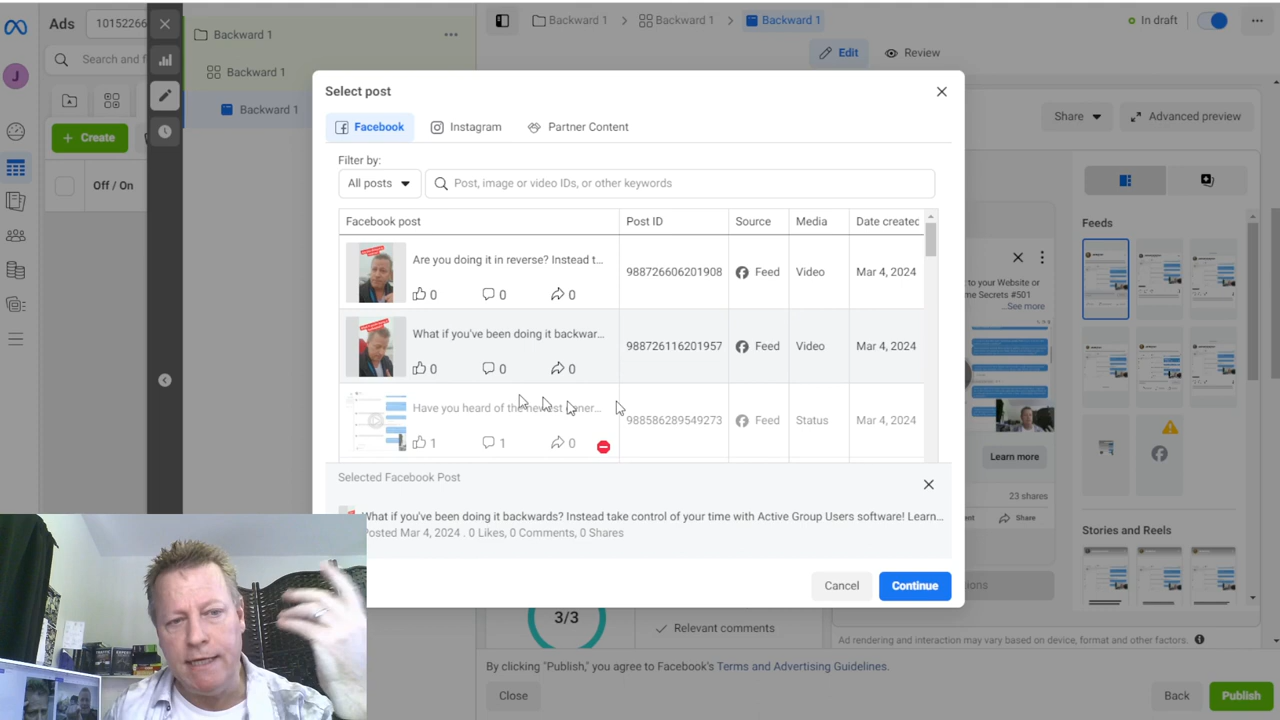 Ads
10152266
Search and f
Create
Off / On
Backward 1
Backward 1
Backward 1
Backward 1
Backward 1
Backward 1
In draft
Edit
Review
Share
Advanced preview
Select post
Facebook
Instagram
Partner Content
Filter by:
All posts
Post, image or video IDs, or other keywords
Facebook post
Post ID
Source
Media
Date created
Are you doing it in reverse? Instead t...
0
0
0
988726606201908
Feed
Video
Mar 4, 2024
What if you've been doing it backwar...
0
0
0
988726116201957
Feed
Video
Mar 4, 2024
Have you heard of the
1
1
0
985586289549273
Feed
Status
Mar 4, 2024
Selected Facebook Post
What if you've been doing it backwards? Instead take control of your time with Active Group Users software! Learn...
Posted Mar 4, 2024 . 0 Likes, 0 Comments, 0 Shares
Cancel
Continue
Feeds
to your Website or
me Secrets #501
...See more
Learn more
23 shares
Share
Stories and Reels
3/3
Relevant comments
Ad rendering and interaction may vary based on device, format and other factors.
By clicking "Publish," you agree to Facebook's Terms and Advertising Guidelines.
Close
Back
Publish
J